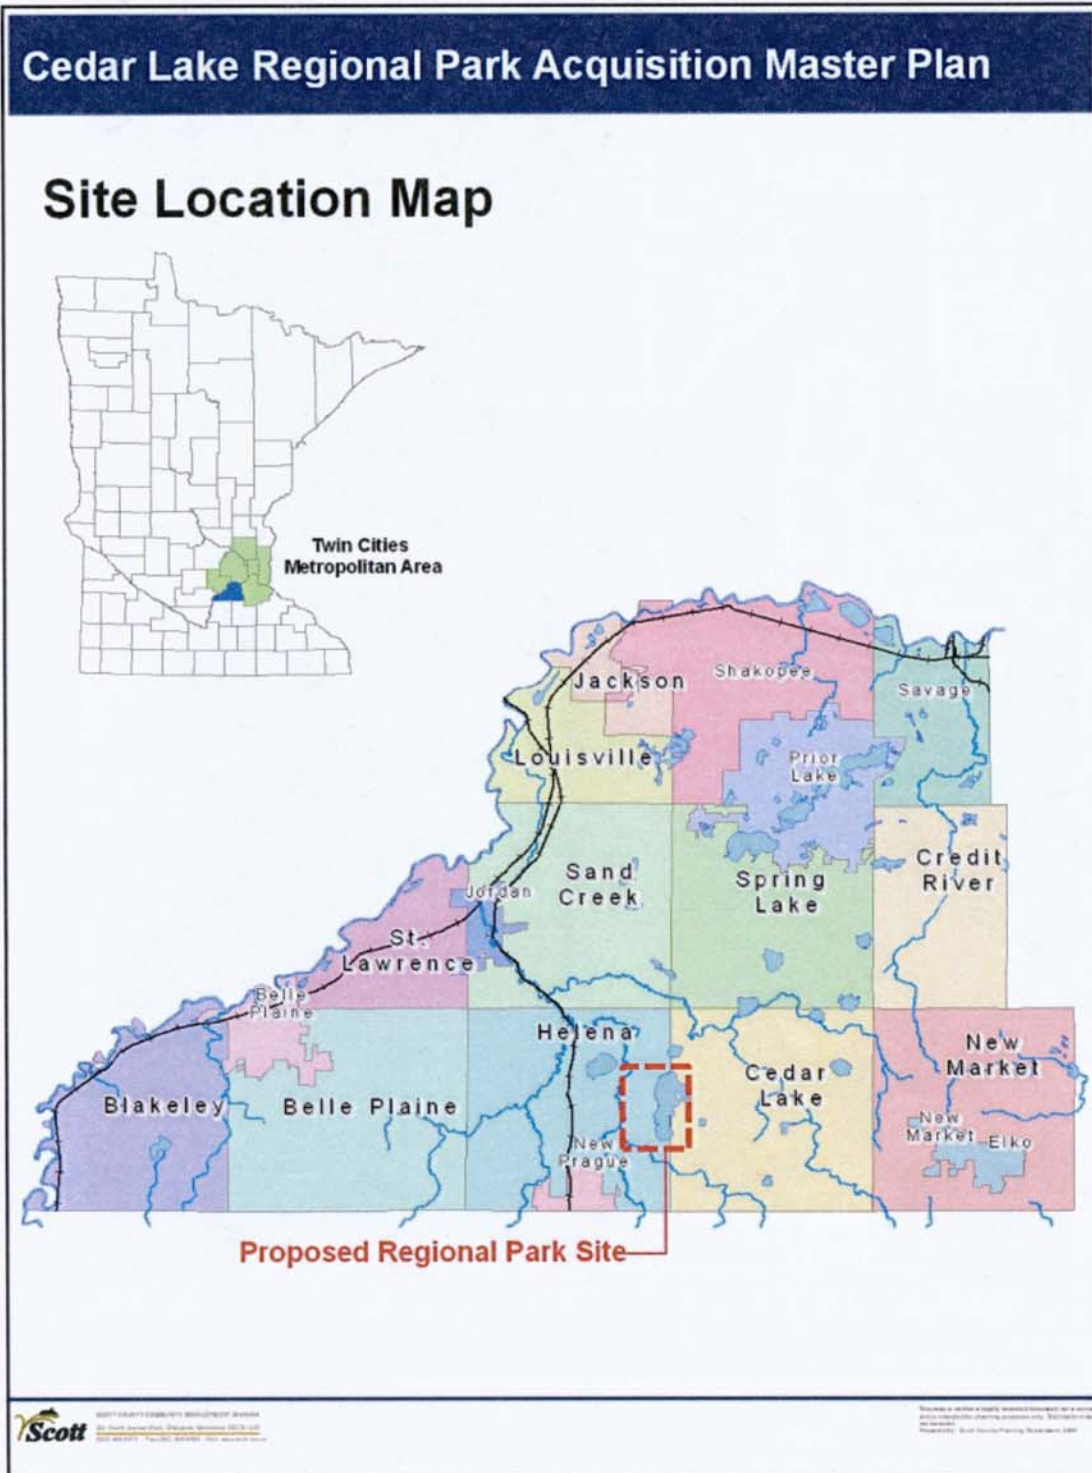 Cedar Lake Regional Park Acquisition Master Plan
Site Location Map
Twin Cities
Metropolitan Area
Jackson
Shakopee
Savage
Louisville
Prior
Lake
Sand
Creek
Spring
Lake
Credit
River
Jordan
St.
Lawrence
Belle
Plaine
Helena
New
Market
Cedar
Lake
Blakeley
Belle Plaine
New
Market
Elko
New
Prague
Proposed Regional Park Site
Scott